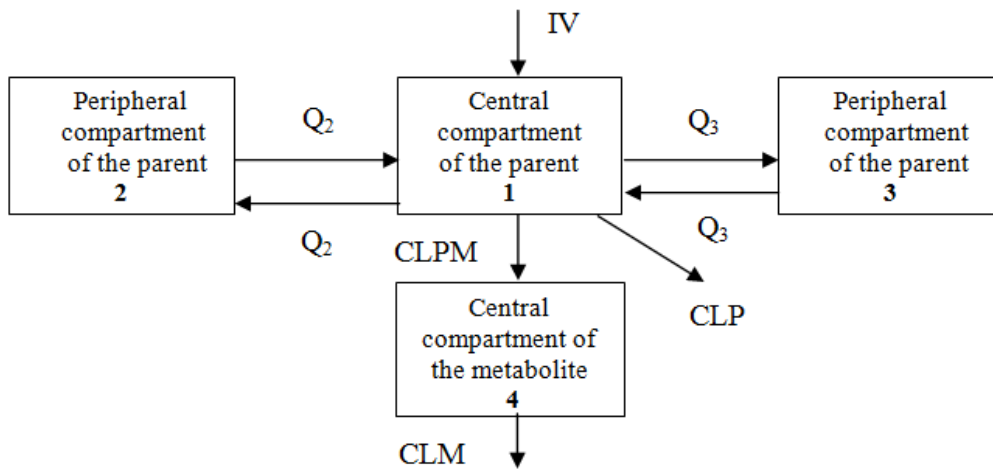 IV
Peripheral
compartment
of the parent
2
Q₂
Q₂
Central
compartment
of the parent
1
Q₃
Q₃
Peripheral
compartment
of the parent
3
CLPM
CLP
Central
compartment of
the metabolite
4
CLM